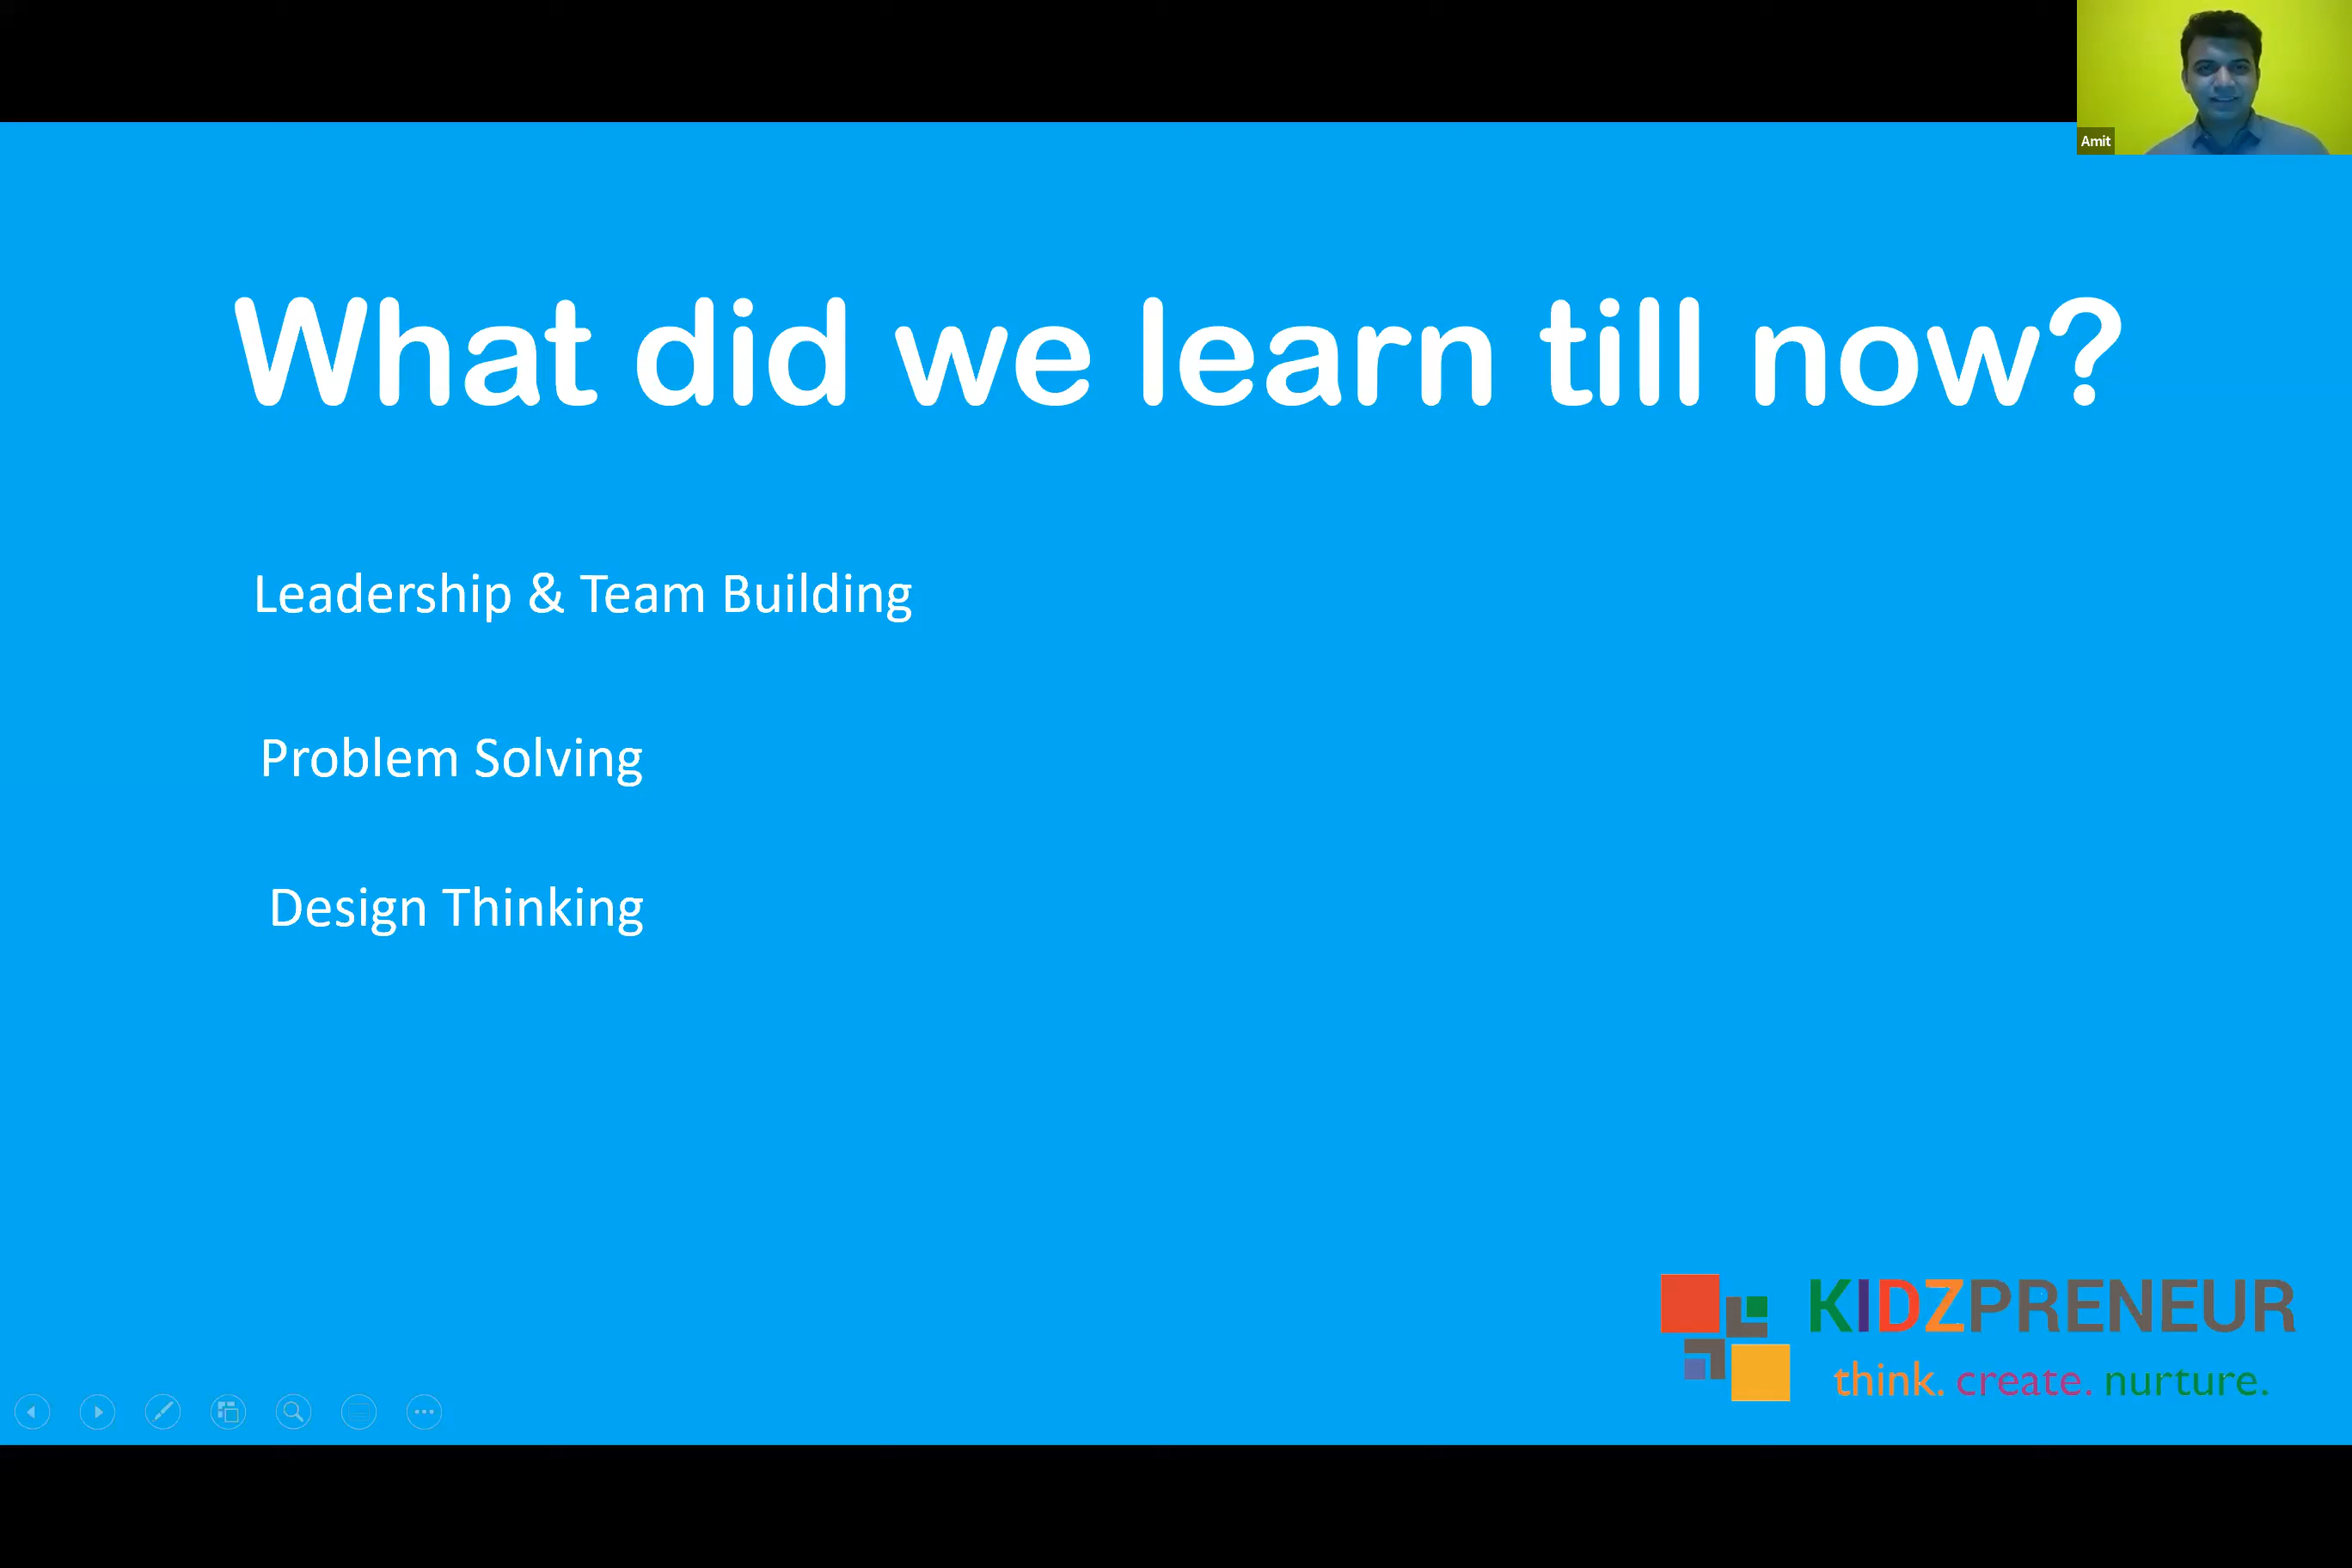 Amit
What did we learn till now?
Leadership & Team Building
Problem Solving
Design Thinking
KIDZPRENEUR
think. create. nurture.